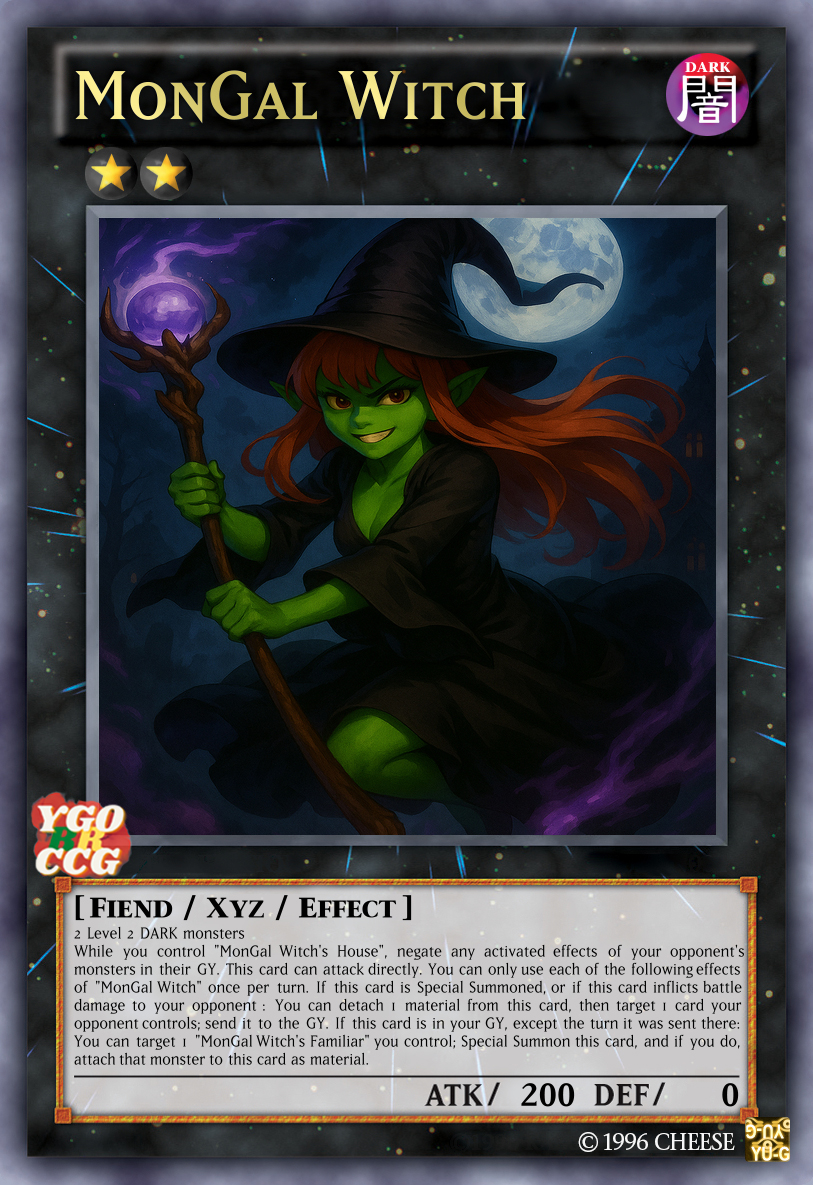 MonGal Witch
DARK
闇
YGO
RR
CCG
[ Fiend / Xyz / Effect ]
2 Level 2 DARK monsters
While you control "MonGal Witch's House", negate any activated effects of your opponent's
monsters in their GY. This card can attack directly. You can only use each of the following effects
of "MonGal Witch" once per turn. If this card is Special Summoned, or if this card inflicts battle
damage to your opponent : You can detach 1 material from this card, then target 1 card your
opponent controls; send it to the GY. If this card is in your GY, except the turn it was sent there:
You can target 1 "MonGal Witch's Familiar" you control; Special Summon this card, and if you do,
attach that monster to this card as material.
ATK/ 200 DEF/ 0
© 1996 CHEESE